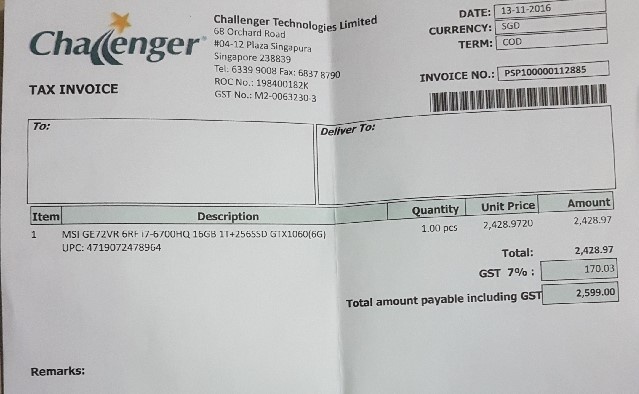 Challenger
Challenger Technologies Limited
68 Orchard Road
#04-12 Plaza Singapura
Singapore 238839
Tel: 6339 9008 Fax: 6837 8790
ROC No.: 198400182K
GST No.: M2-0063230-3
DATE: 13-11-2016
CURRENCY: SGD
TERM: COD
INVOICE NO.: PSP100000112885
TAX INVOICE
To: Deliver To:
Item Description Quantity Unit Price Amount
1 MSI GE72VR 6RF i7-6700HQ 16GB 1T+256SSD GTX1060(6G) 1.00 pcs 2,428.9720 2,428.97
UPC: 4719072478964
Total: 2,428.97
GST 7% : 170.03
Total amount payable including GST 2,599.00
Remarks: